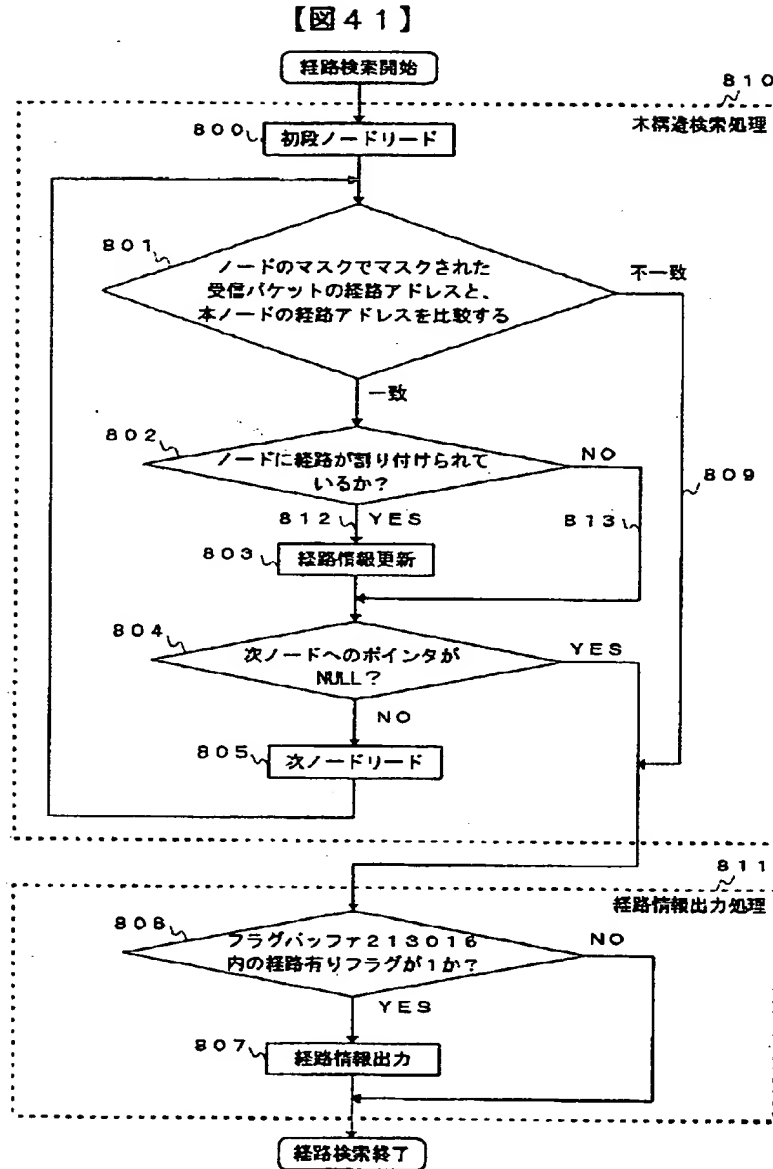 【図41】
経路検索開始
810
木構造検索処理
800
初段ノードリード
801
ノードのマスクでマスクされた
受信パケットの経路アドレスと、
本ノードの経路アドレスを比較する
不一致
一致
802
ノードに経路が割り付けられて
いるか?
NO
809
812
YES
813
803
経路情報更新
804
次ノードへのポインタが
NULL?
YES
NO
805
次ノードリード
811
経路情報出力処理
808
フラグバッファ213016
内の経路有りフラグが1か?
NO
YES
807
経路情報出力
経路検索終了